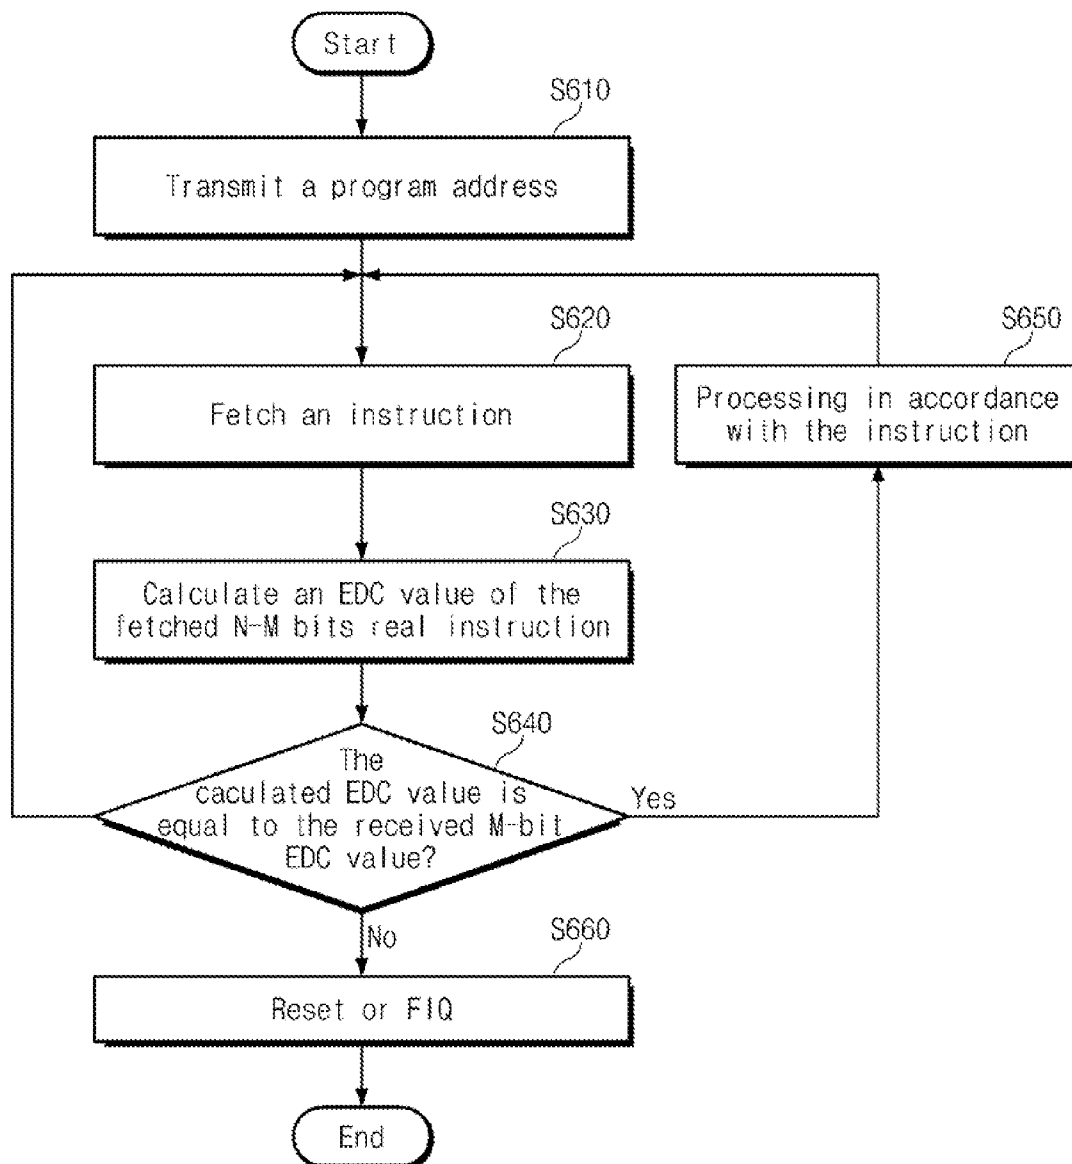 Start
S610
Transmit a program address
S620
Fetch an instruction
S650
Processing in accordance
with the instruction
S630
Calculate an EDC value of the
fetched N-M bits real instruction
S640
The
caculated EDC value is
equal to the received M-bit
EDC value?
Yes
No
S660
Reset or FIQ
End